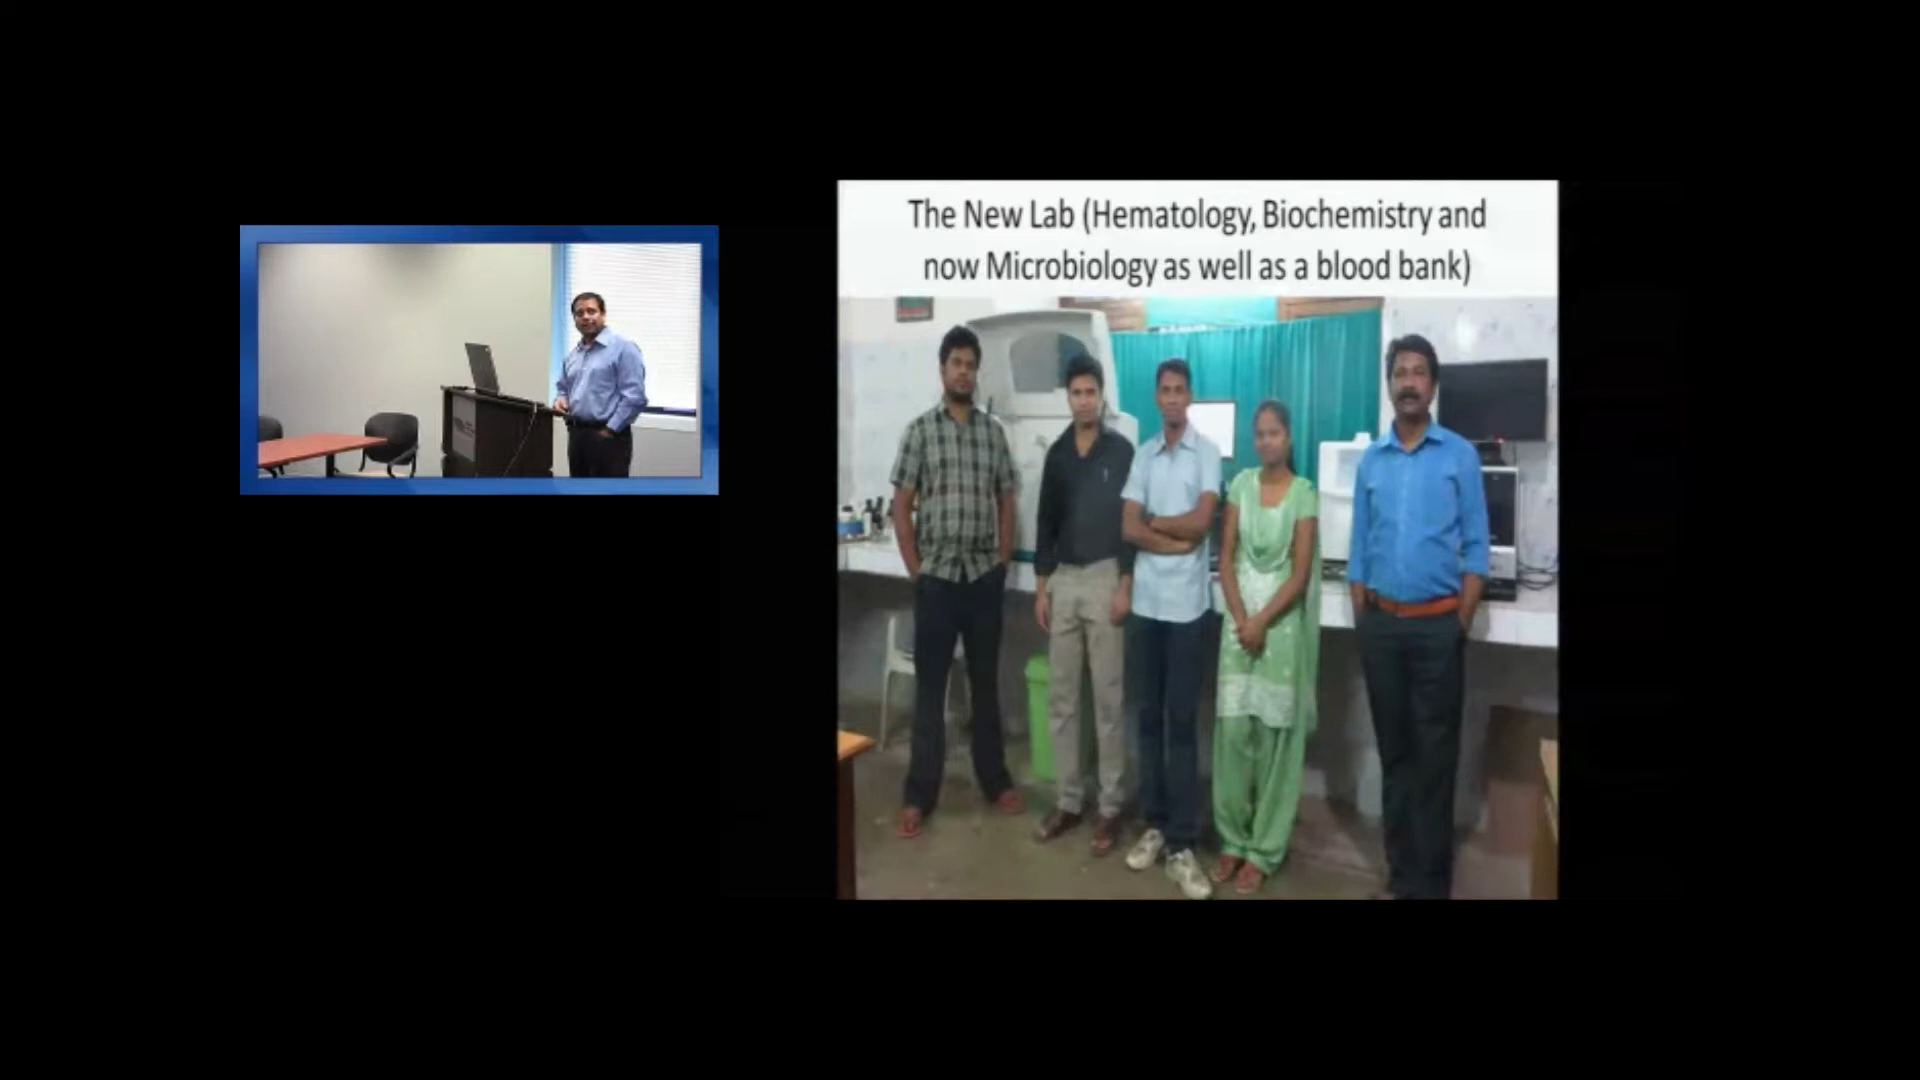 The New Lab (Hematology, Biochemistry and
now Microbiology as well as a blood bank)